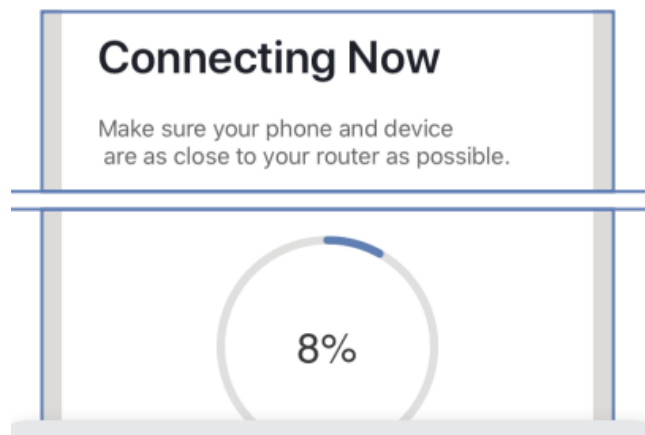 Connecting Now
Make sure your phone and device
are as close to your router as possible.
8%